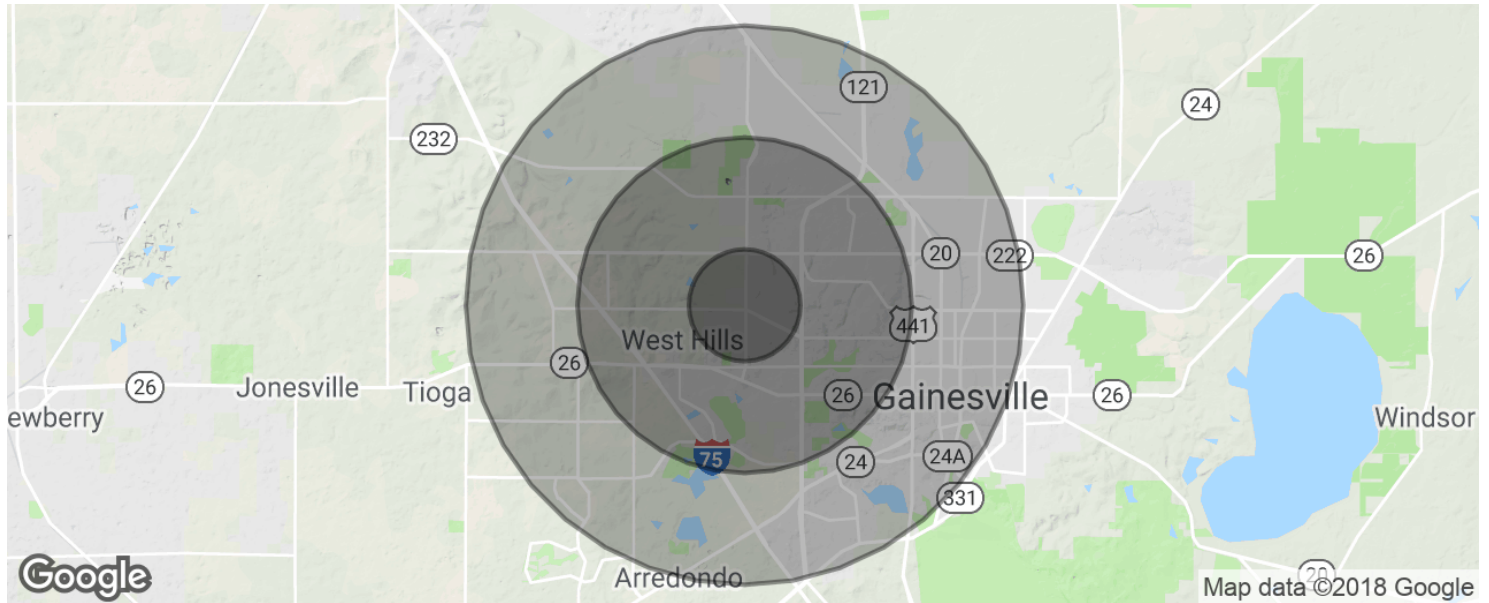 121
24
232
20
222
26
441
West Hills
26
26
Jonesville
Tioga
26
Gainesville
26
ewberry
Windsor
75
24
24A
331
Arredondo
20
Google
Map data ©2018 Google